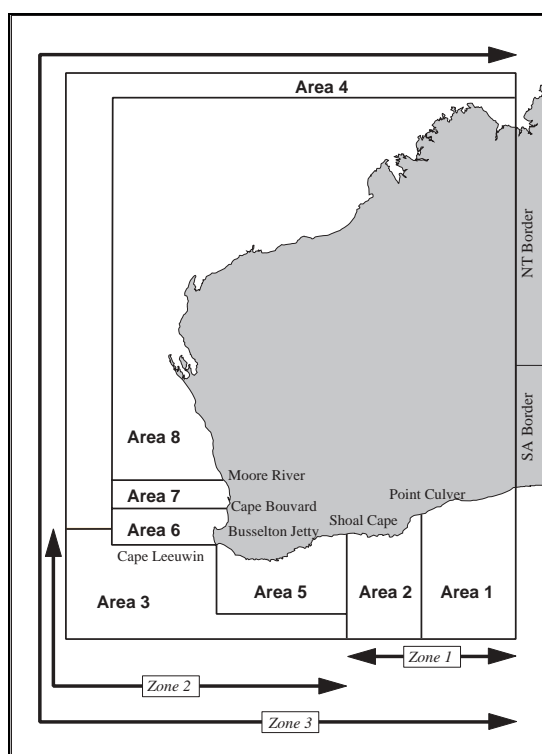 Area 4
NT Border
SA Border
Area 8
Moore River
Area 7
Cape Bouvard
Point Culver
Area 6
Busselton Jetty
Shoal Cape
Cape Leeuwin
Area 3
Area 5
Area 2
Area 1
Zone 1
Zone 2
Zone 3